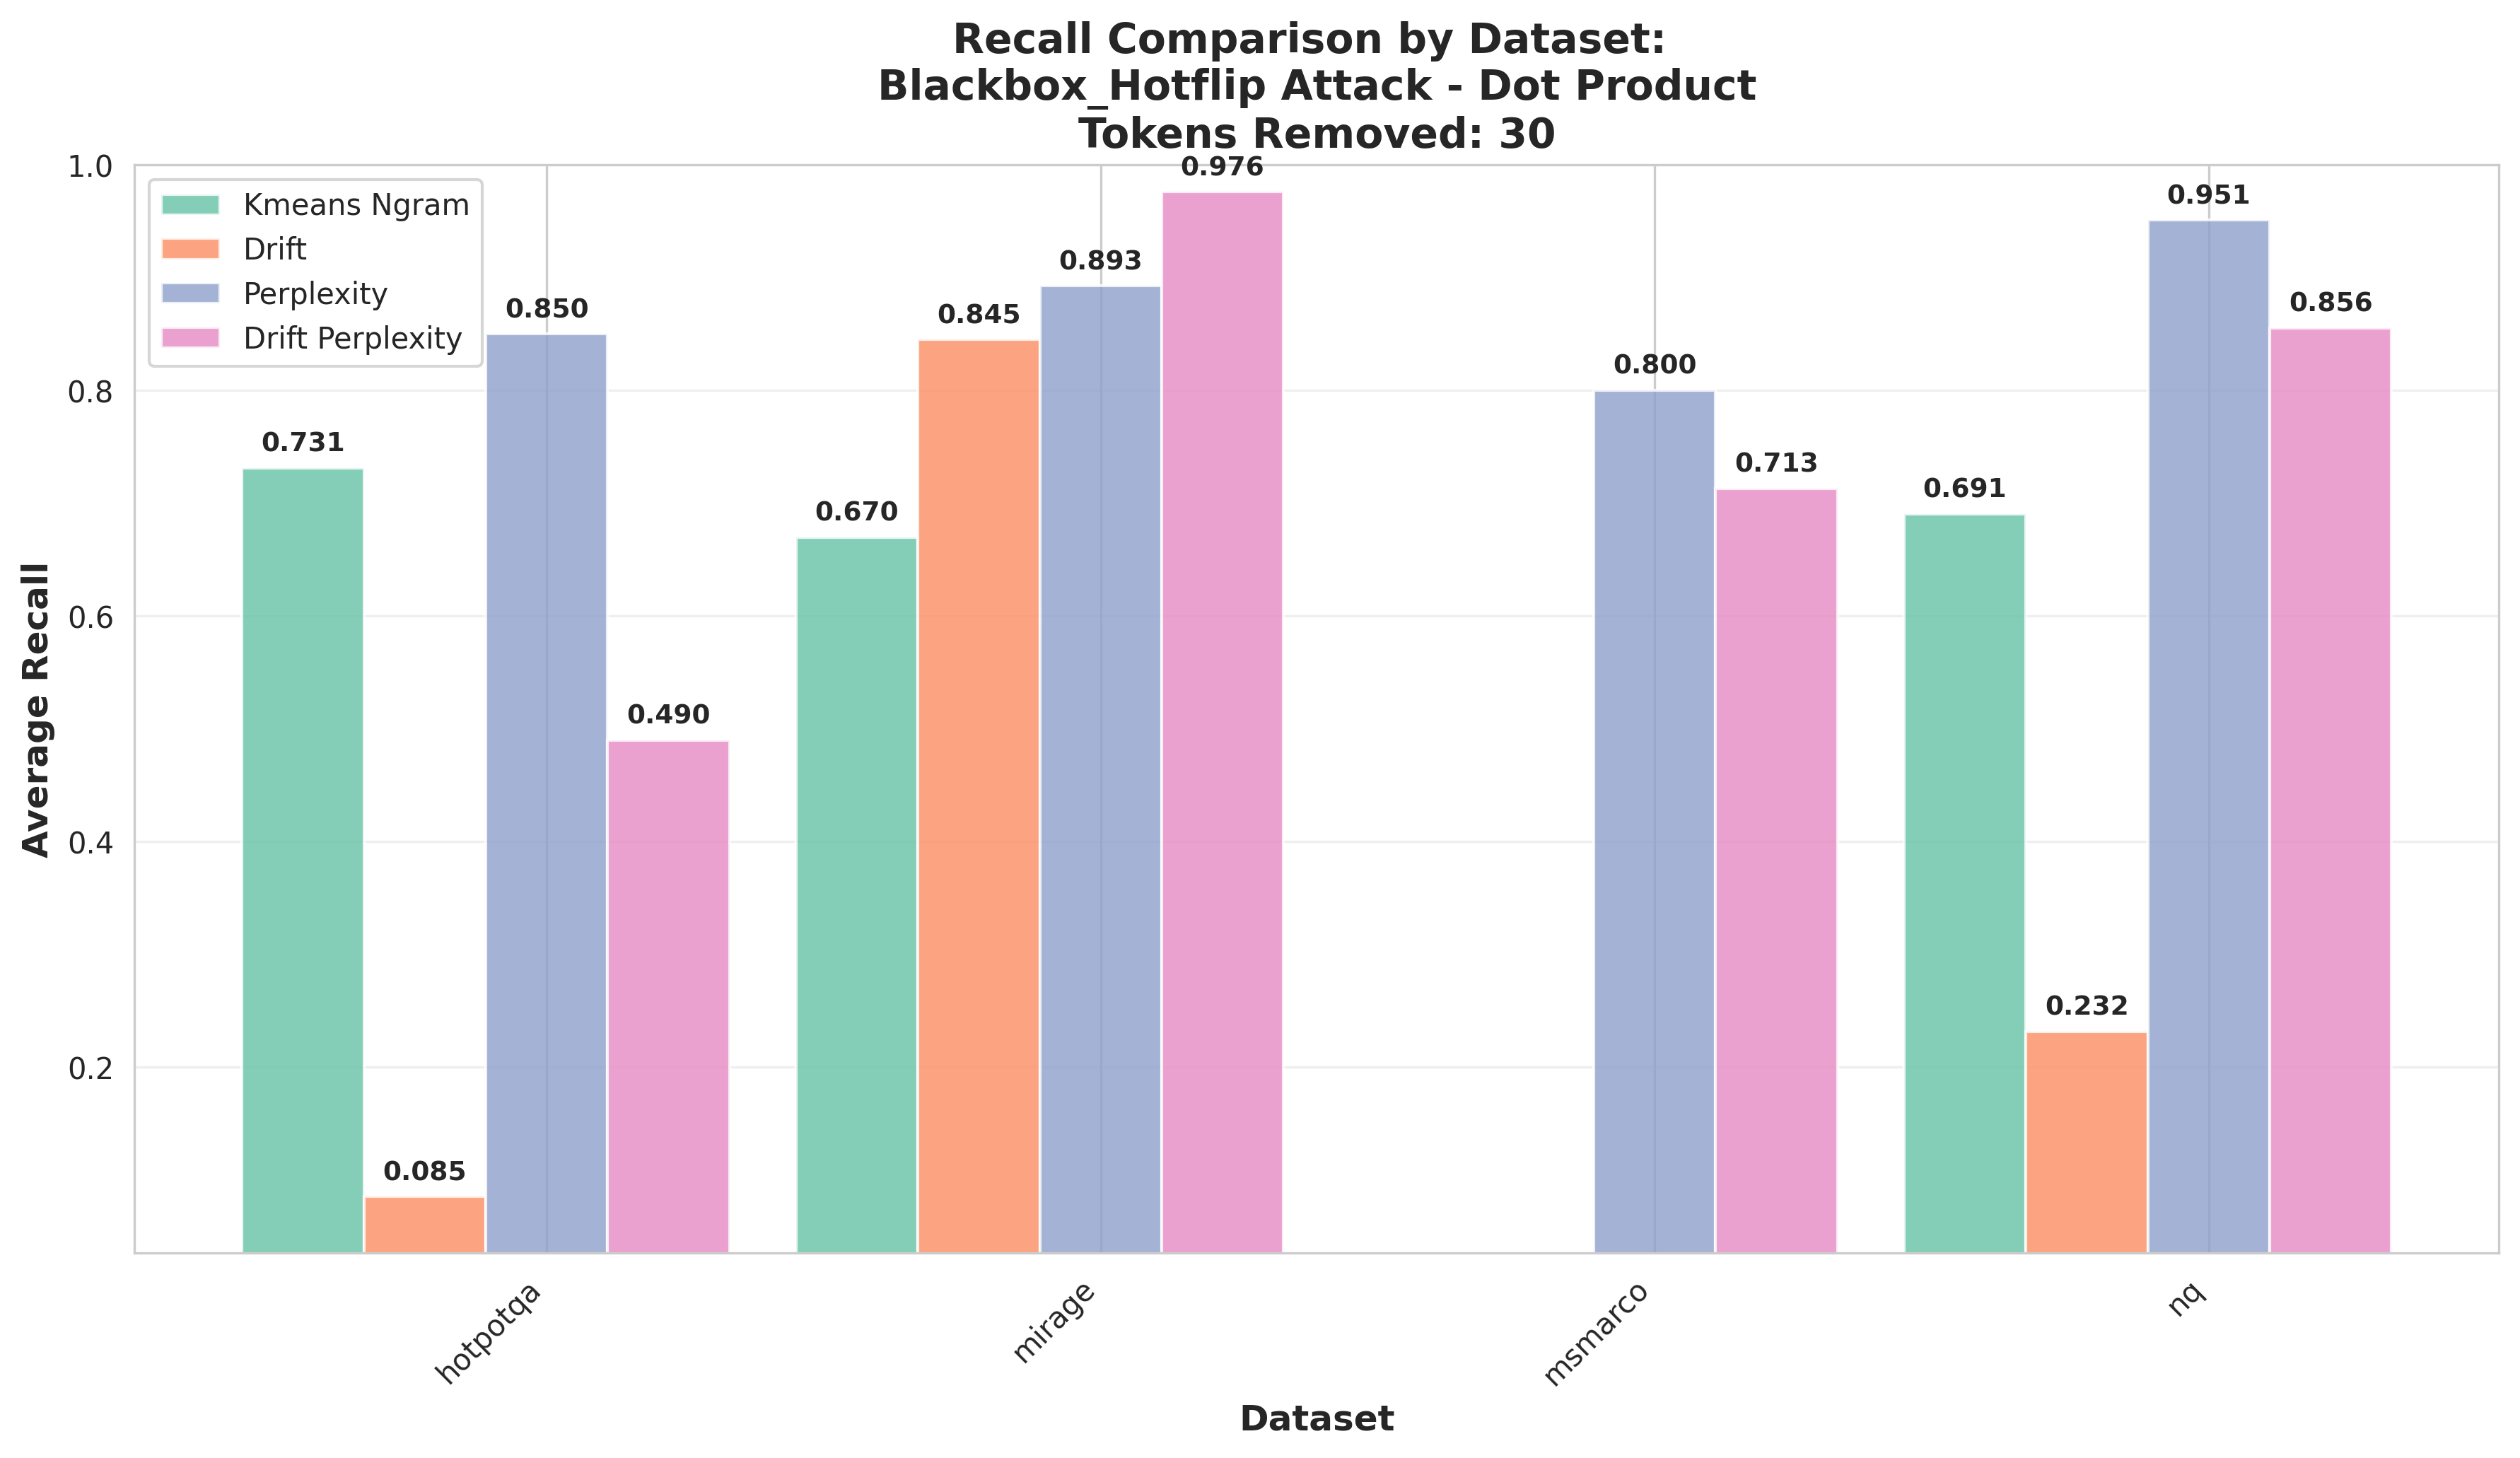 Recall Comparison by Dataset:
Blackbox_Hotflip Attack - Dot Product
Tokens Removed: 30
Kmeans Ngram
Drift
Perplexity
Drift Perplexity
Average Recall
1.0
0.8
0.6
0.4
0.2
0.731
0.085
0.850
0.490
0.670
0.845
0.893
0.976
0.800
0.713
0.691
0.232
0.951
0.856
hotpotqa
mirage
msmarco
nq
Dataset